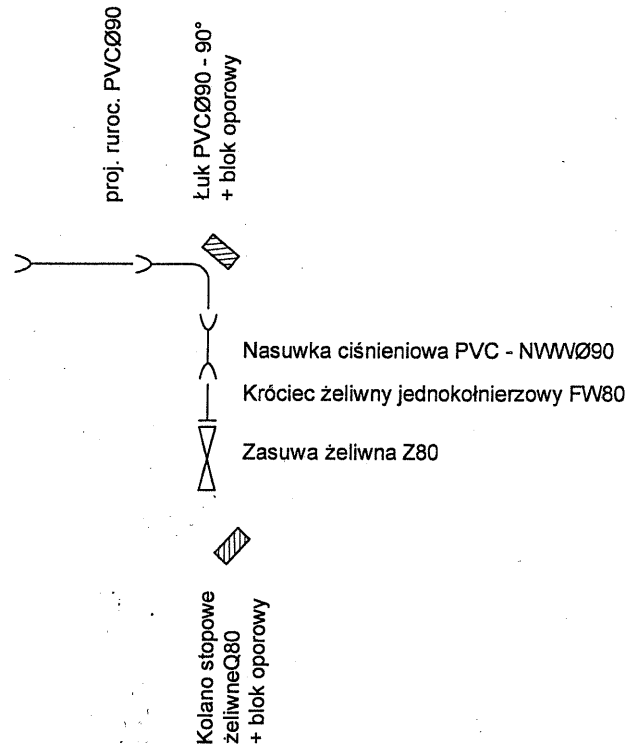 proj. ruroc. PVCØ90
Łuk PVCØ90 - 90°
+ blok oporowy
Nasuwka ciśnieniowa PVC - NWWØ90
Króciec żeliwny jednokołnierzowy FW80
Zasuwa żeliwna Z80
Kolano stopowe
żeliwneQ80
+ blok oporowy